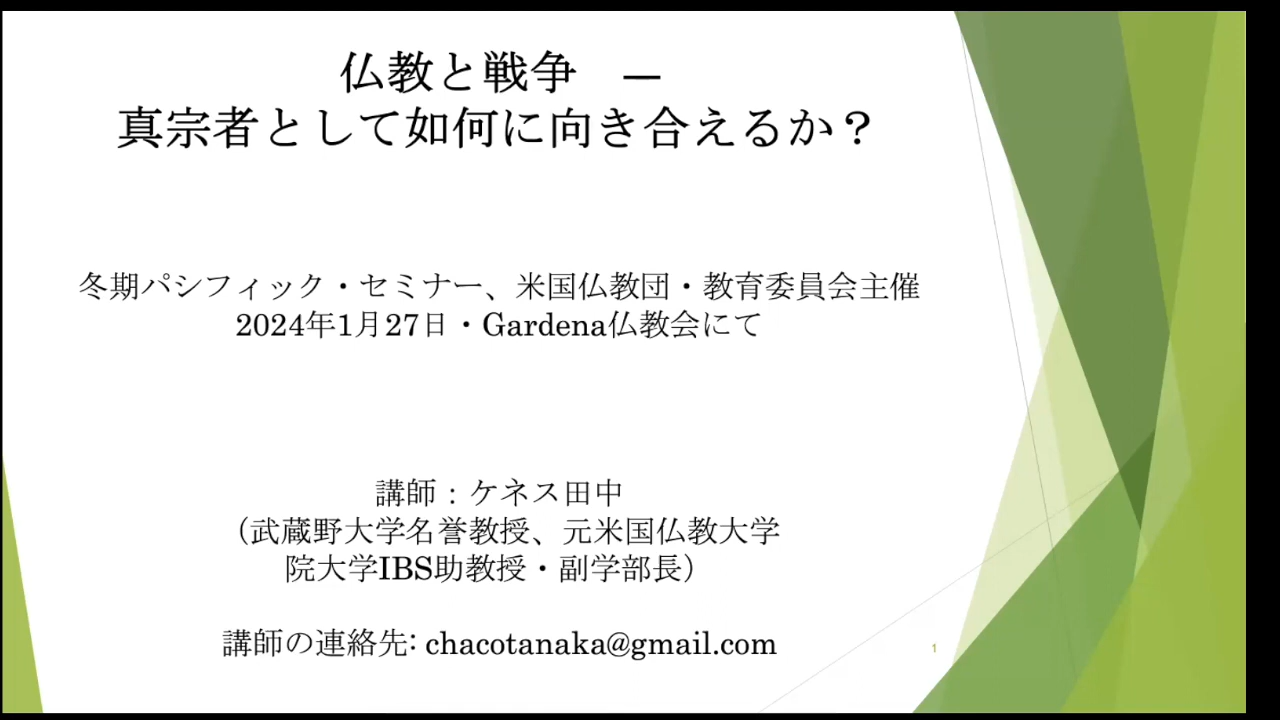 仏教と戦争　―
真宗者として如何に向き合えるか？
冬期パシフィック・セミナー、米国仏教団・教育委員会主催
2024年1月27日・Gardena仏教会にて
講師：ケネス田中
（武蔵野大学名誉教授、元米国仏教大学
院大学IBS助教授・副学部長）
講師の連絡先: chacotanaka@gmail.com
1